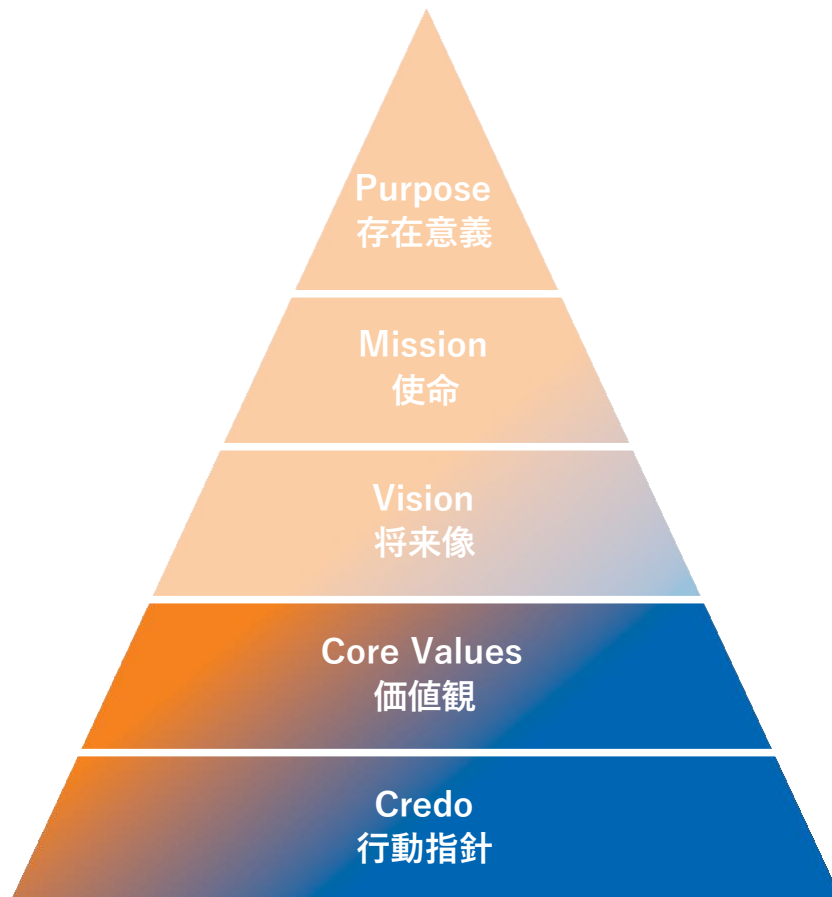 Purpose
存在意義
Mission
使命
Vision
将来像
Core Values
価値観
Credo
行動指針